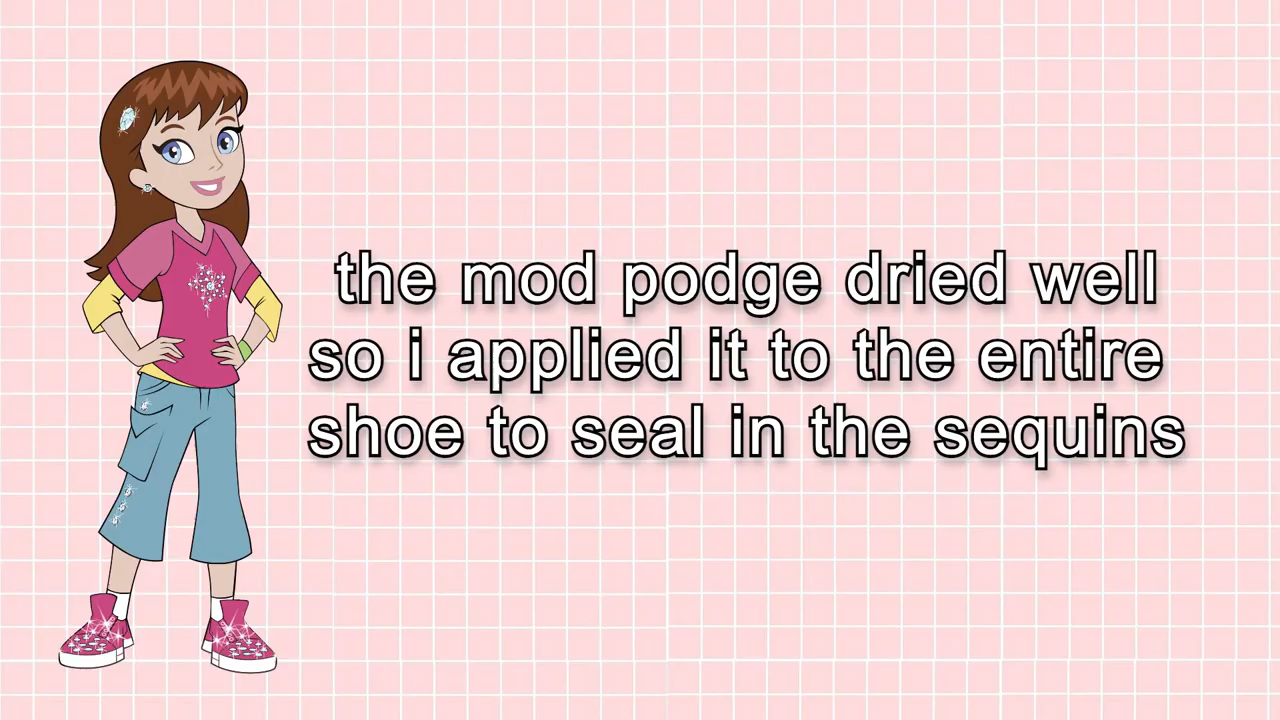 the mod podge dried well
so i applied it to the entire
shoe to seal in the sequins